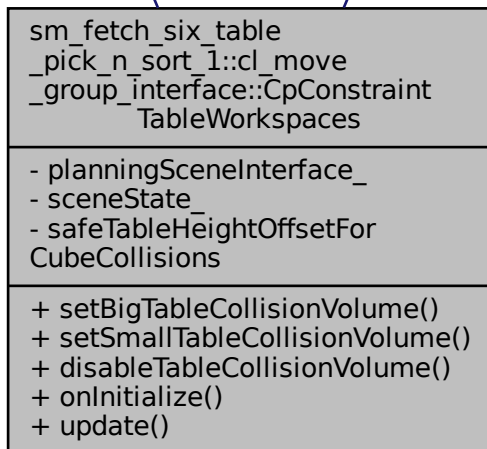 sm_fetch_six_table
_pick_n_sort_1::cl_move
_group_interface::CpConstraint
TableWorkspaces
- planningSceneInterface_
- sceneState_
- safeTableHeightOffsetFor
CubeCollisions
+ setBigTableCollisionVolume()
+ setSmallTableCollisionVolume()
+ disableTableCollisionVolume()
+ onInitialize()
+ update()